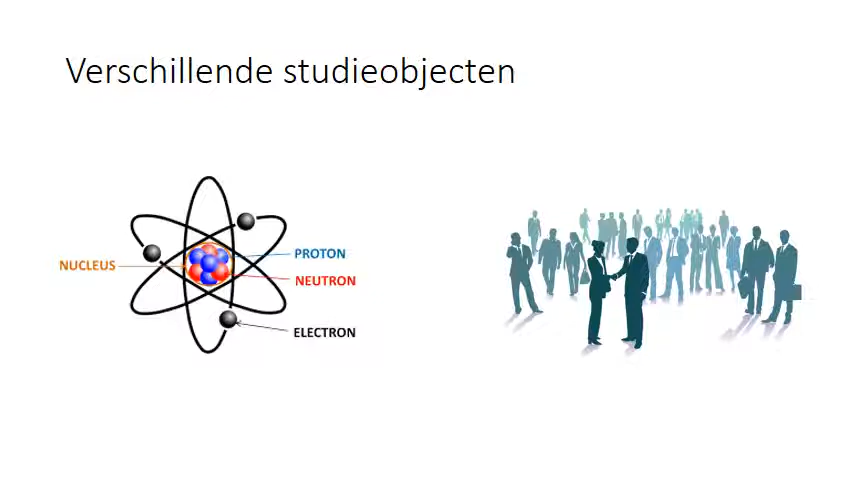 Verschillende studieobjecten
NUCLEUS
PROTON
NEUTRON
ELECTRON